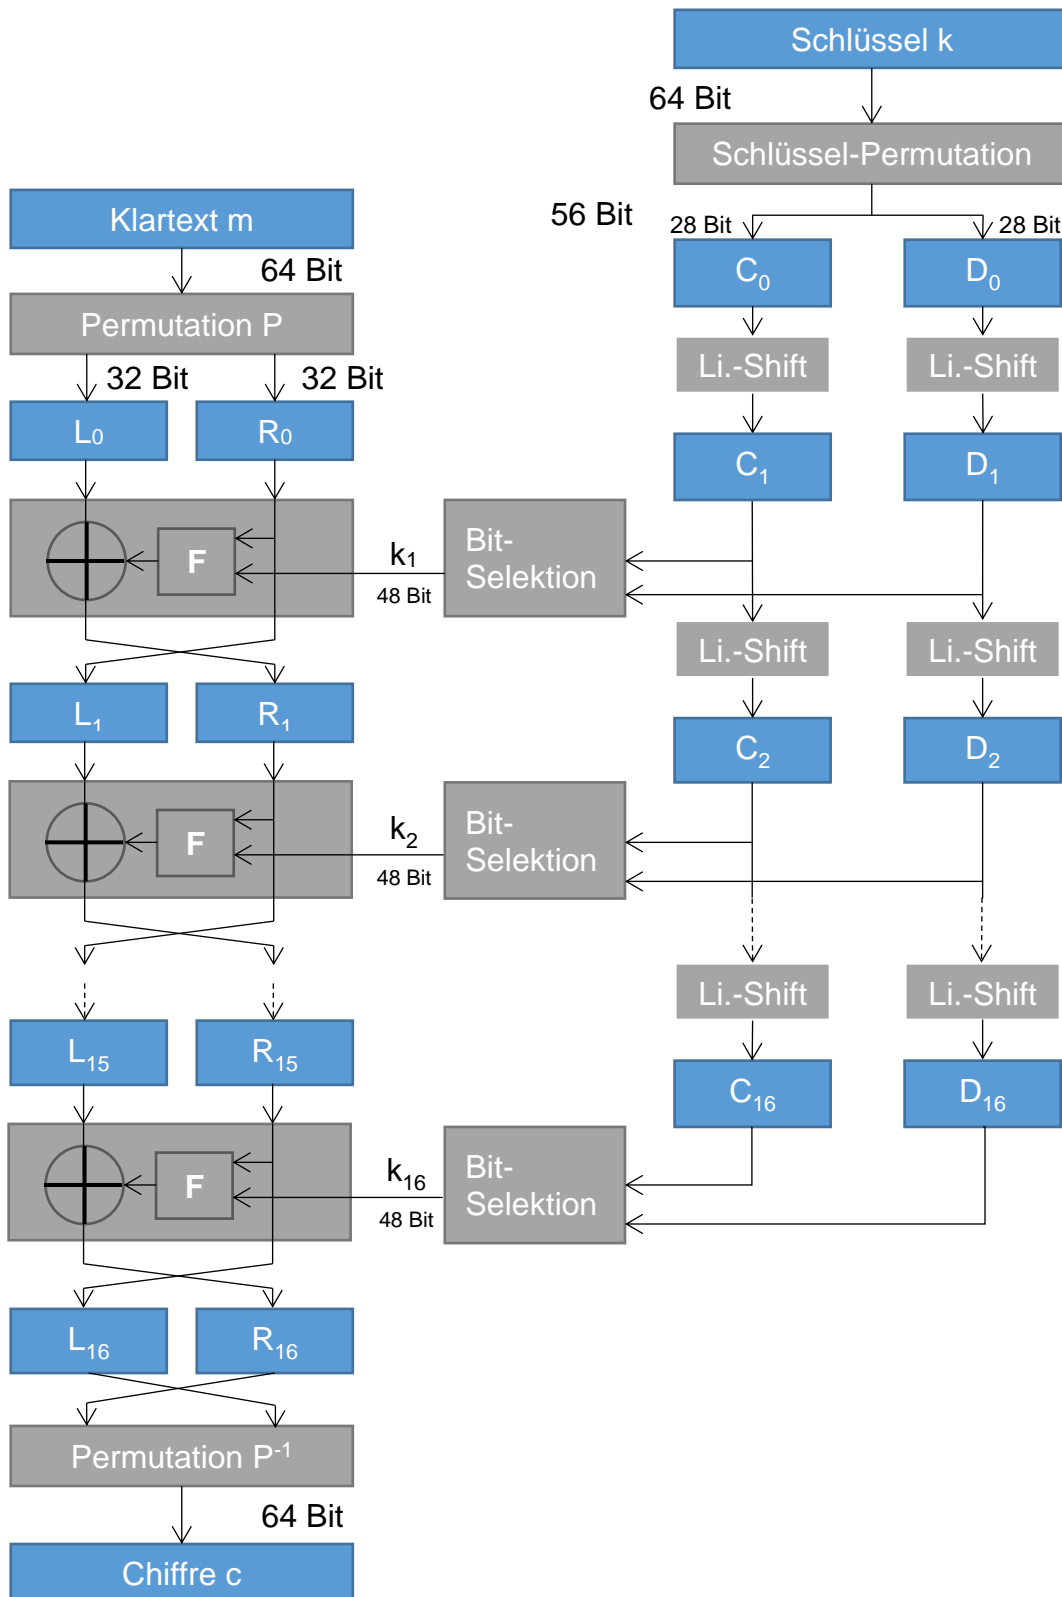 Schlüssel k
64 Bit
Schlüssel-Permutation
56 Bit
28 Bit
28 Bit
C0
D0
Li.-Shift
Li.-Shift
C1
D1
Klartext m
64 Bit
Permutation P
32 Bit
32 Bit
L0
R0
F
k1
48 Bit
Bit-
Selektion
Li.-Shift
Li.-Shift
L1
R1
C2
D2
F
k2
48 Bit
Bit-
Selektion
Li.-Shift
Li.-Shift
L15
R15
C16
D16
F
k16
48 Bit
Bit-
Selektion
L16
R16
Permutation P-1
64 Bit
Chiffre c